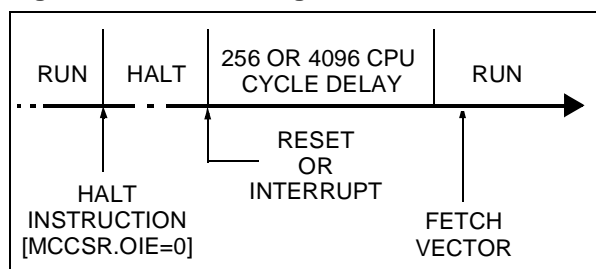 RUN
HALT
256 OR 4096 CPU
CYCLE DELAY
RUN
HALT
INSTRUCTION
[MCCSR.OIE=0]
RESET
OR
INTERRUPT
FETCH
VECTOR